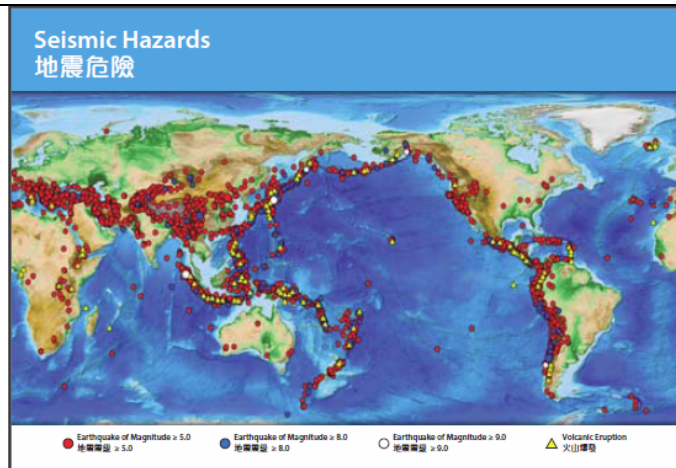 Seismic Hazards
地震危險
Earthquake of Magnitude ≥ 5.0
地震震級 ≥ 5.0
Earthquake of Magnitude ≥ 8.0
地震震級 ≥ 8.0
Earthquake of Magnitude ≥ 9.0
地震震級 ≥ 9.0
Volcanic Eruption
火山爆發